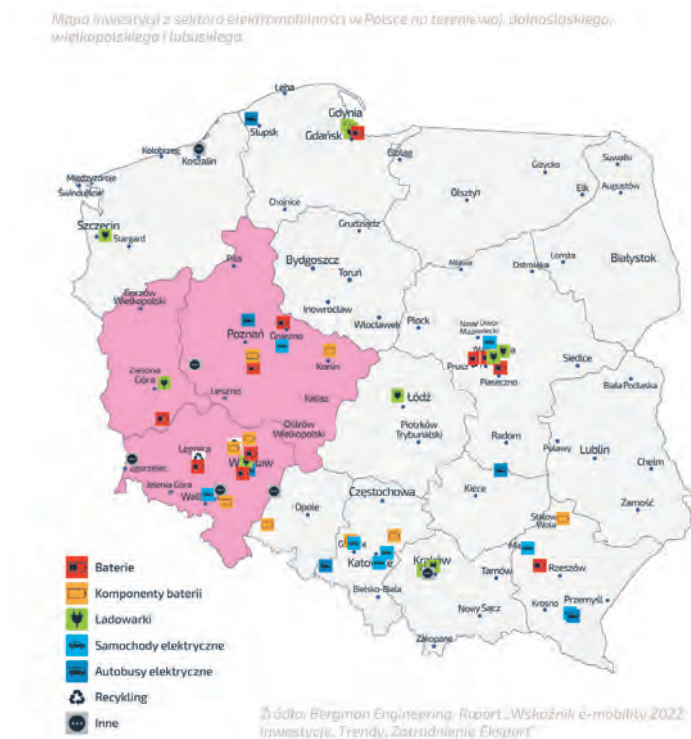 Mapa inwestycji z sektora elektromobilności w Polsce na terenie woj. dolnośląskiego,
wielkopolskiego i lubuskiego.
Łeba
Gdynia
Słupsk
Gdańsk
Kołobrzeg
Koszalin
Elbląg
Giżycko
Suwałki
Międzyzdroje
Świnoujście
Chojnice
Olsztyn
Ełk
Augustów
Szczecin
Stargard
Grudziądz
Piła
Bydgoszcz
Mława
Ostrołęka
Łomża
Białystok
Toruń
Gorzów
Wielkopolski
Inowrocław
Włocławek
Płock
Nowy Dwór
Mazowiecki
Poznań
Gniezno
Siedlce
Konin
Prusz
Piaseczno
Zielona
Góra
Leszno
Kalisz
Łódź
Biała Podlaska
Ostrów
Wielkopolski
Piotrków
Trybunalski
Radom
Puławy
Lublin
Legnica
Zgorzelec
Chełm
Jelenia Góra
Opole
Częstochowa
Zamość
Stalowa
Wola
Katowice
Kraków
Tarnów
Rzeszów
Bielsko-Biała
Nowy Sącz
Krosno
Przemyśl
Zakopane
Baterie
Komponenty baterii
Ładowarki
Samochody elektryczne
Autobusy elektryczne
Recykling
Inne
Źródło: Bergman Engineering, Raport „Wskaźnik e-mobility 2022
Inwestycje, Trendy, Zatrudnienie Eksport"